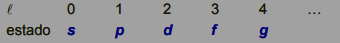 ℓ 0 1 2 3 4 ...
estado s p d f g